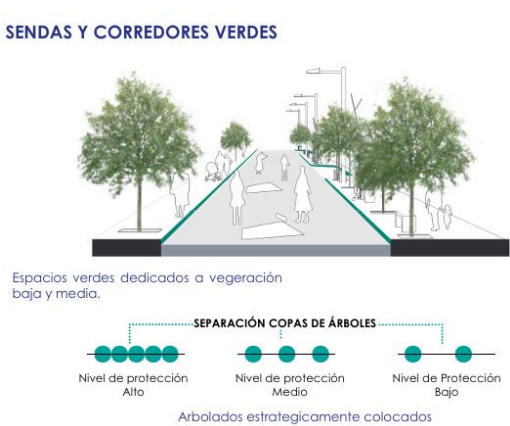 SENDAS Y CORREDORES VERDES
Espacios verdes dedicados a vegeración
baja y media.
SEPARACIÓN COPAS DE ÁRBOLES
Nivel de protección
Alto
Nivel de protección
Medio
Nivel de Protección
Bajo
Arbolados estrategicamente colocados